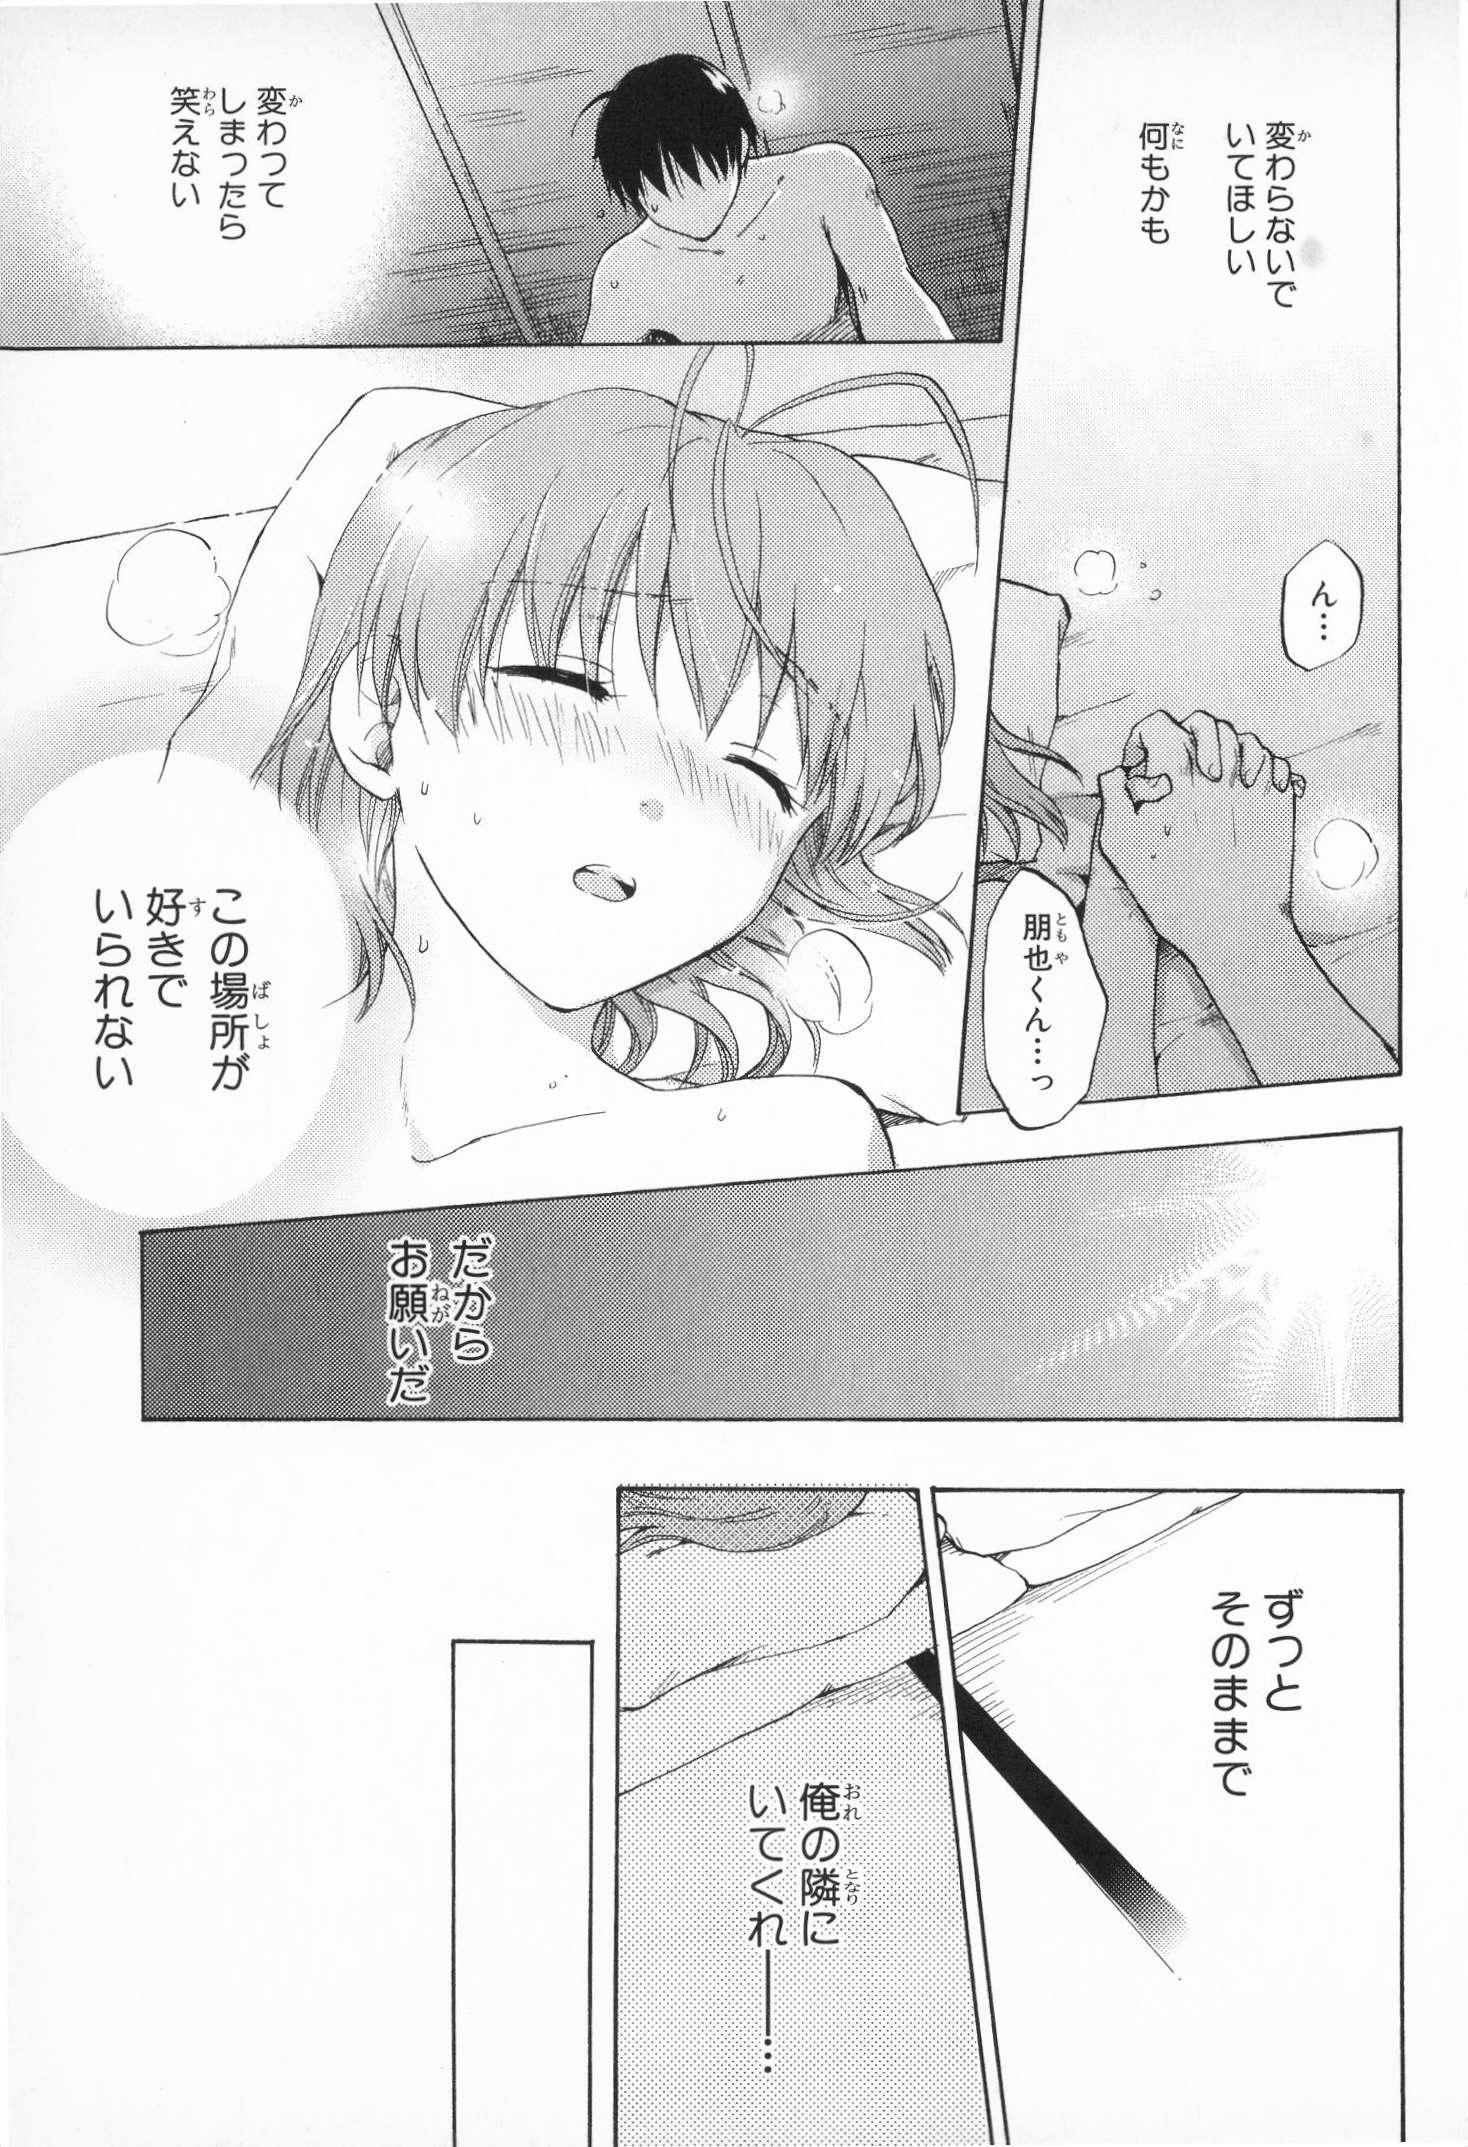 変わらないで
いてほしい
何もかも
ん…
朋也くん…っ
変わって
しまったら
笑えない
この場所が
好きで
いられない
だから
お願いだ
ずっと
そのままで
俺の隣に
いてくれ――…